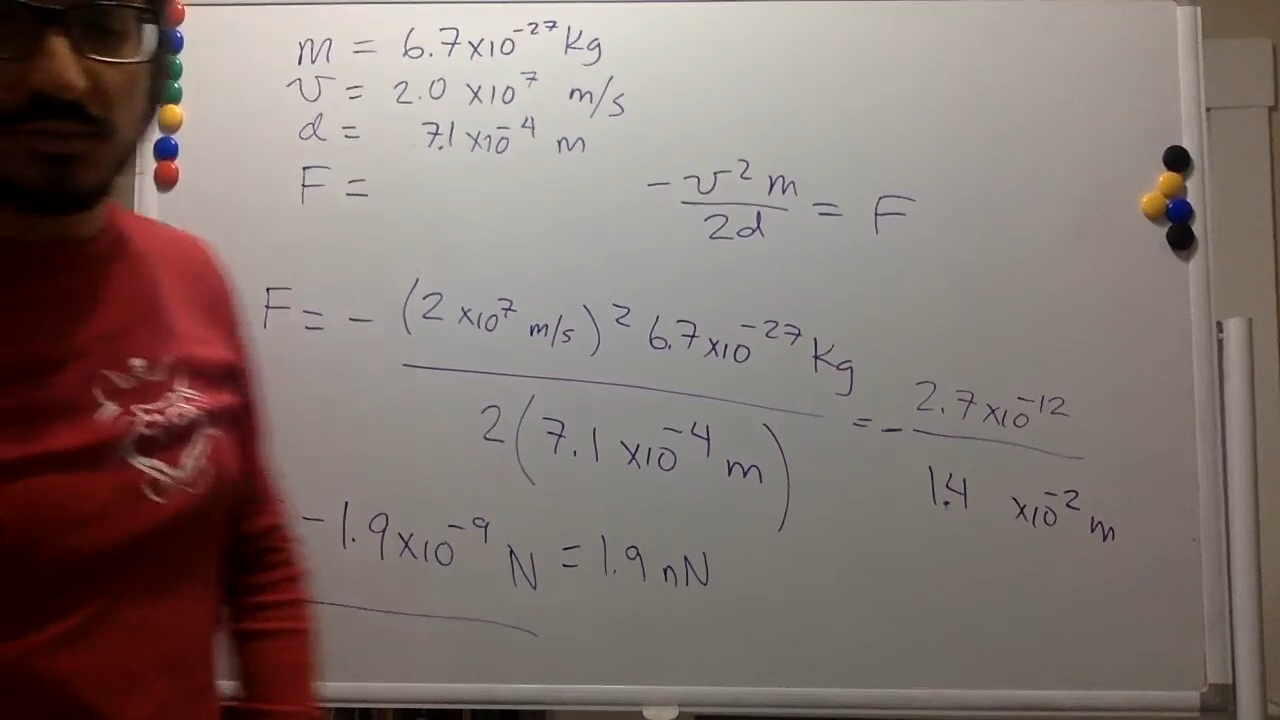 m = 6.7x10⁻²⁷ Kg
v = 2.0 x10⁷ m/s
d = 7.1x10⁻⁴ m
F =
-v²m / 2d = F
F = - (2 x10⁷ m/s)² 6.7x10⁻²⁷ Kg / 2(7.1 x10⁻⁴ m) = - 2.7x10⁻¹² / 1.4 x10⁻² m
-1.9x10⁻⁹ N = 1.9 nN